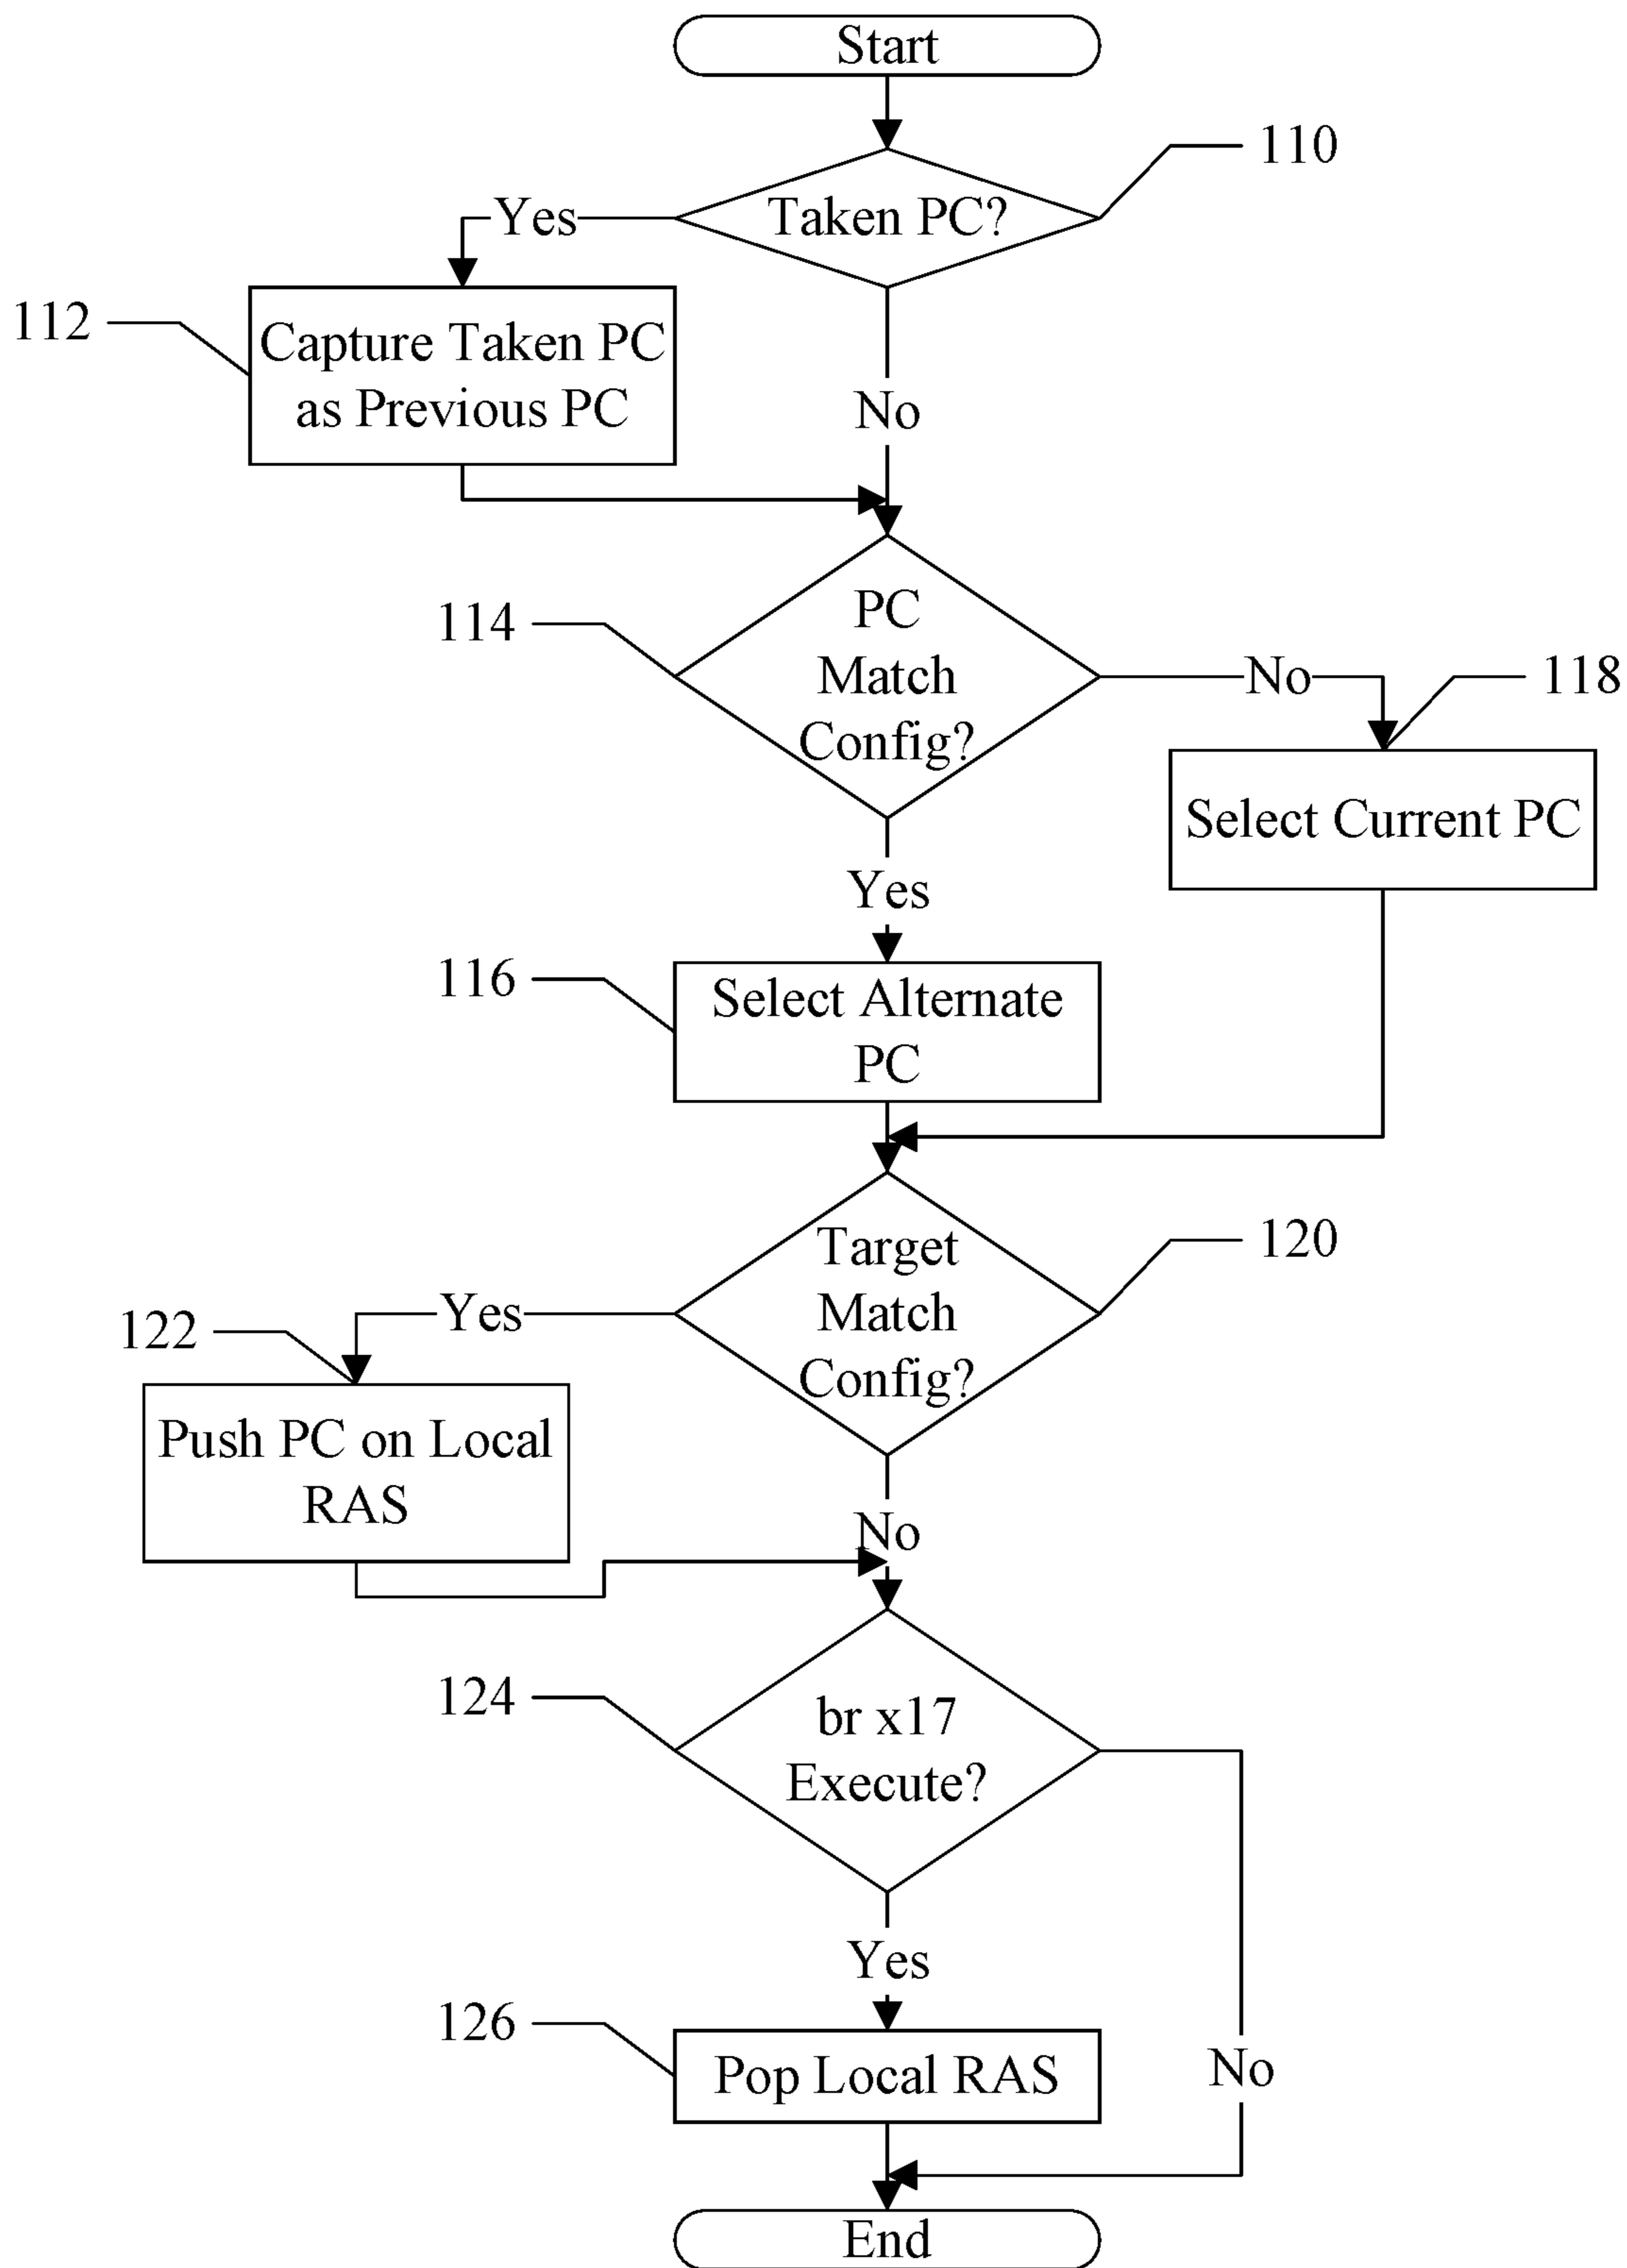 Start
110
Taken PC?
Yes
112
Capture Taken PC
as Previous PC
No
114
PC
Match
Config?
No
118
Select Current PC
Yes
116
Select Alternate
PC
120
Target
Match
Config?
Yes
122
Push PC on Local
RAS
No
124
br x17
Execute?
Yes
126
Pop Local RAS
No
End